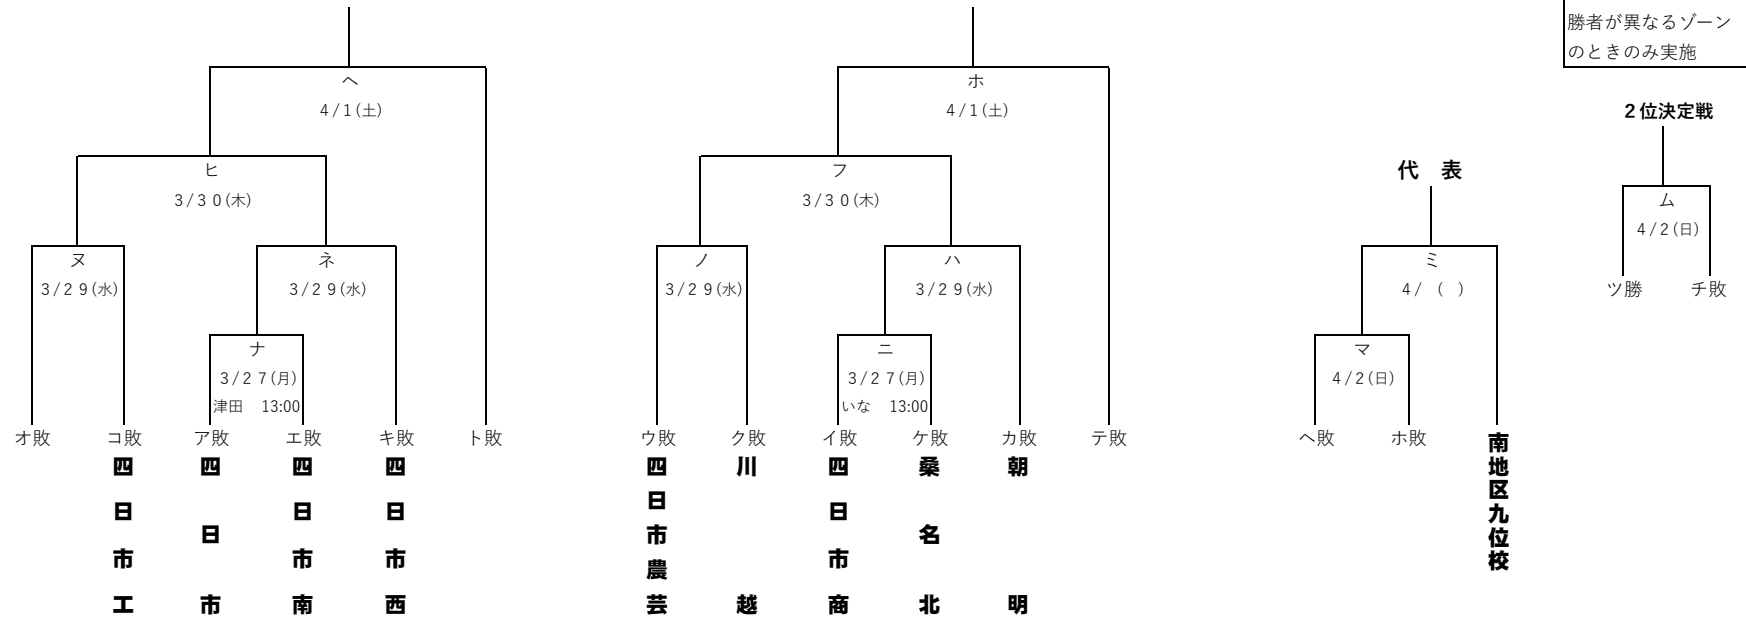 勝者が異なるゾーン
のときのみ実施
ヘ
4/1(土)
ヒ
3/30(木)
ヌ
3/29(水)
ネ
3/29(水)
ナ
3/27(月)
津田 13:00
オ敗
コ敗
ア敗
エ敗
キ敗
ト敗
四日市工
四日市
四日市南
四日市西
ホ
4/1(土)
フ
3/30(木)
ノ
3/29(水)
ハ
3/29(水)
ニ
3/27(月)
いな 13:00
ウ敗
ク敗
イ敗
ケ敗
カ敗
テ敗
四日市農芸
川越
四日市商
桑名北
朝明
代 表
ミ
4/ ( )
マ
4/2(日)
ヘ敗
ホ敗
南地区九位校
2位決定戦
ム
4/2(日)
ツ勝
チ敗